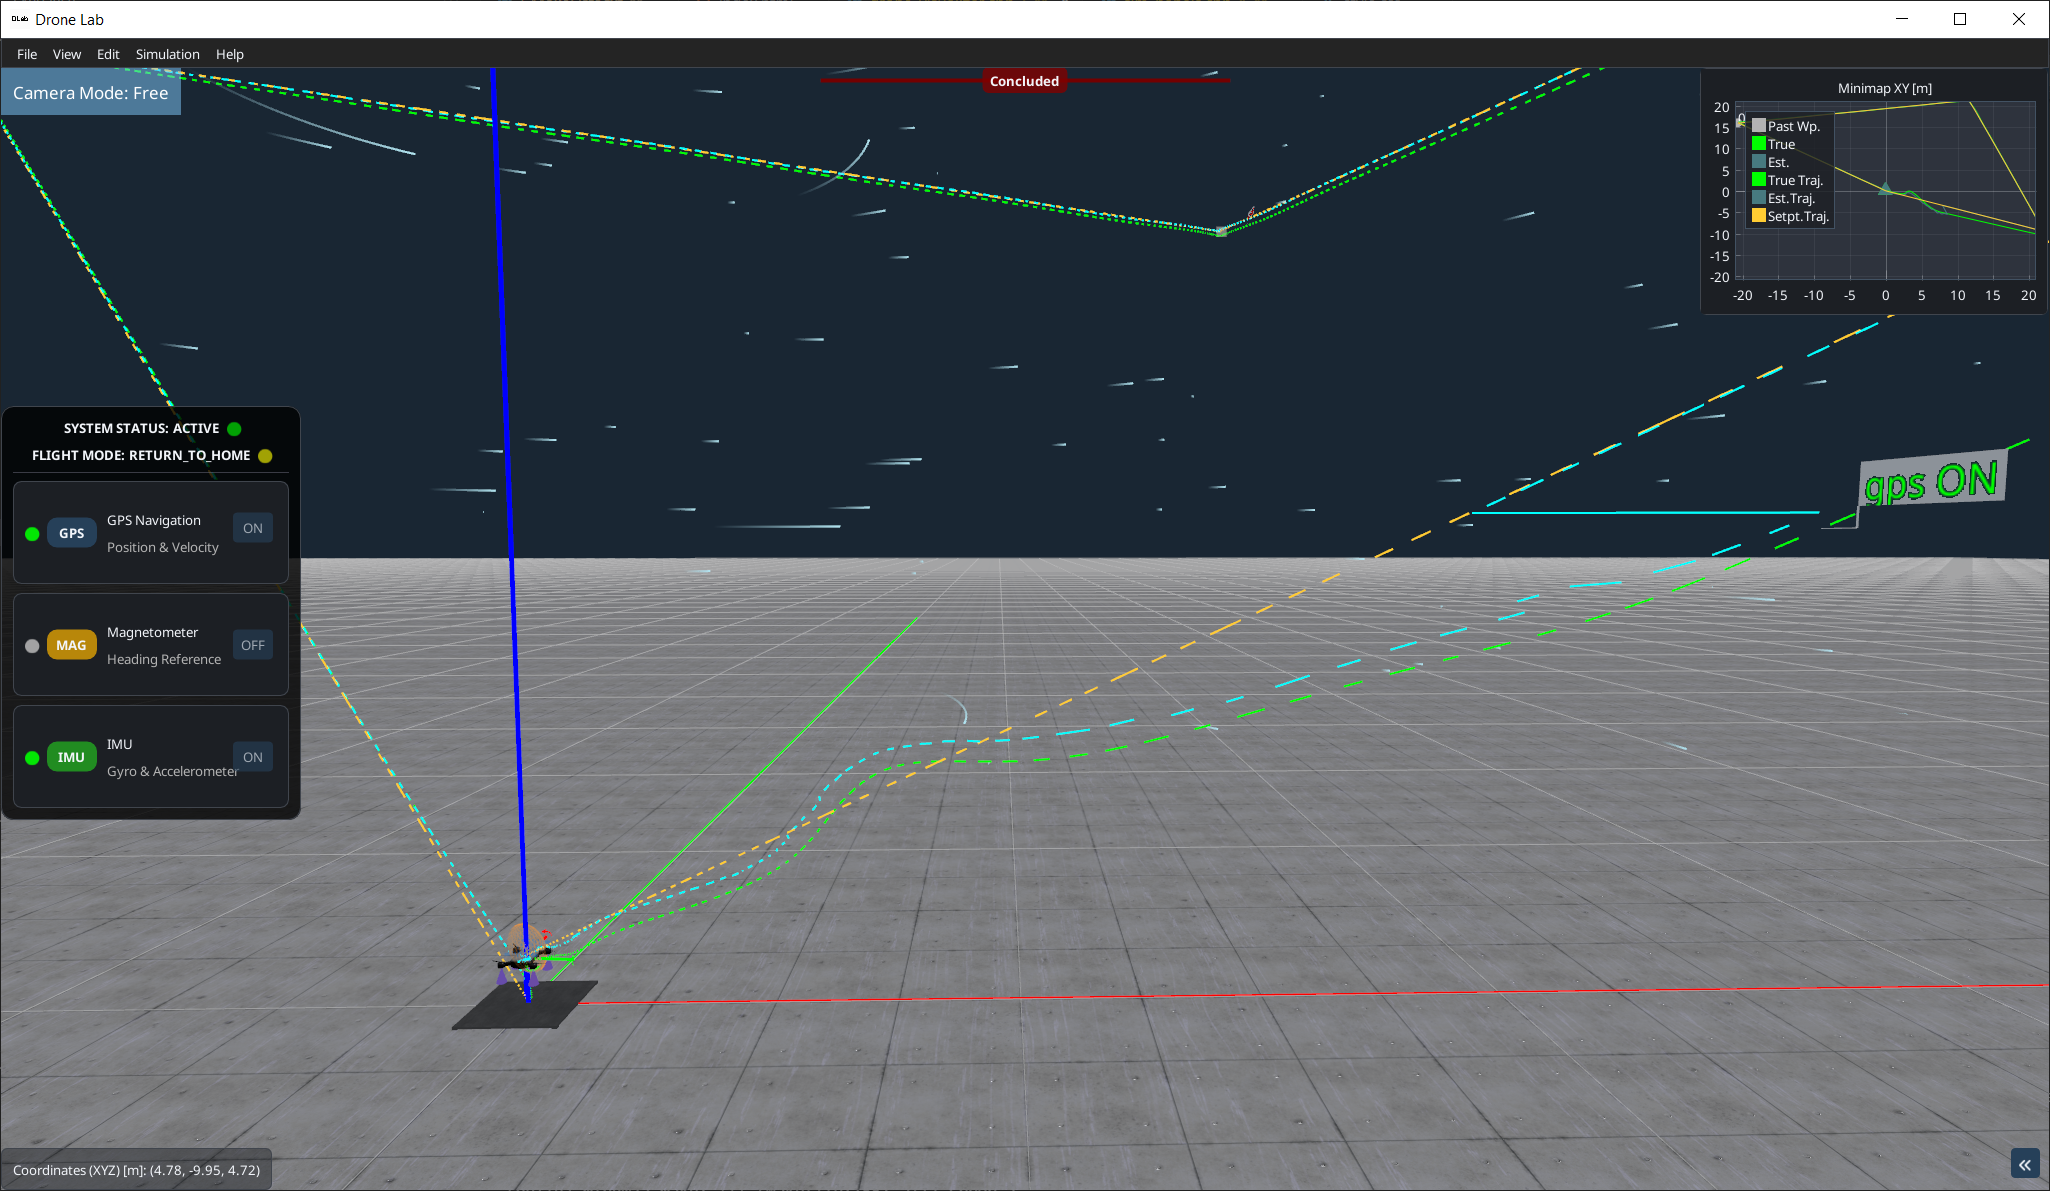 Drone Lab
File View Edit Simulation Help
Camera Mode: Free
Concluded
Minimap XY [m]
20
15
10
5
0
-5
-10
-15
-20
-20 -15 -10 -5 0 5 10 15 20
0
Past Wp.
True
Est.
True Traj.
Est.Traj.
Setpt.Traj.
SYSTEM STATUS: ACTIVE
FLIGHT MODE: RETURN_TO_HOME
GPS
GPS Navigation
Position & Velocity
ON
MAG
Magnetometer
Heading Reference
OFF
IMU
IMU
Gyro & Accelerometer
ON
gps ON
Coordinates (XYZ) [m]: (4.78, -9.95, 4.72)
«